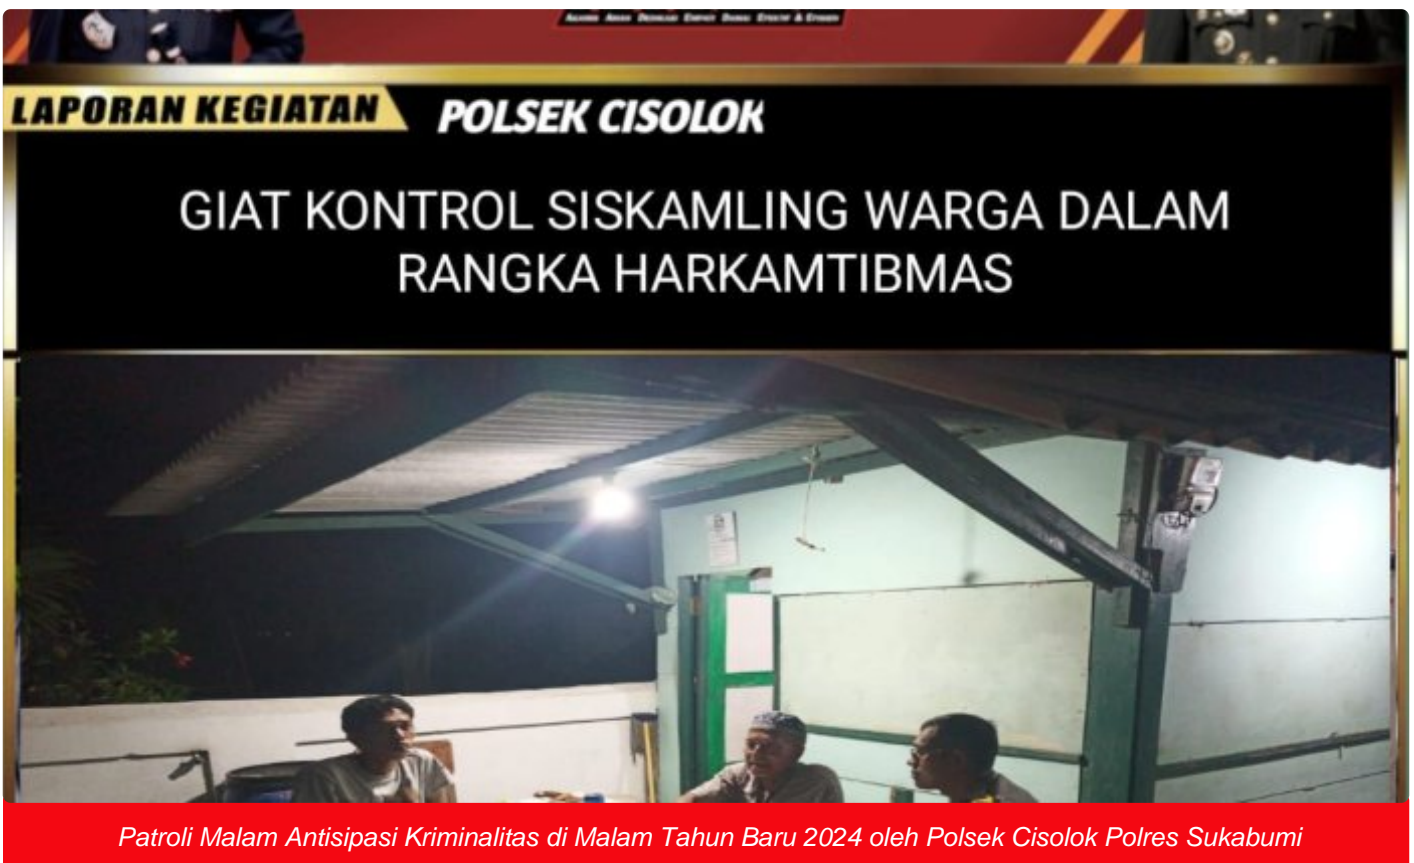 LAPORAN KEGIATAN
POLSEK CISOLOK
GIAT KONTROL SISKAMLING WARGA DALAM
RANGKA HARKAMTIBMAS
Patroli Malam Antisipasi Kriminalitas di Malam Tahun Baru 2024 oleh Polsek Cisolok Polres Sukabumi